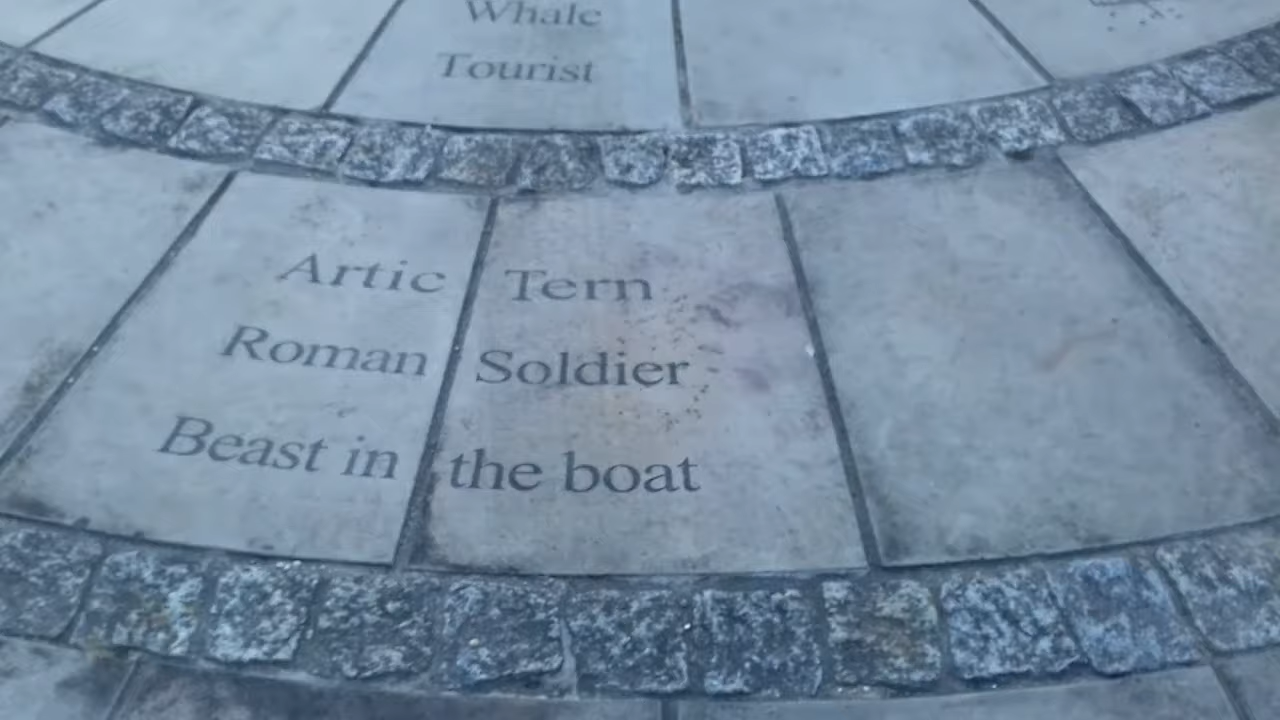 Whale
Tourist
Artic Tern
Roman Soldier
Beast in the boat